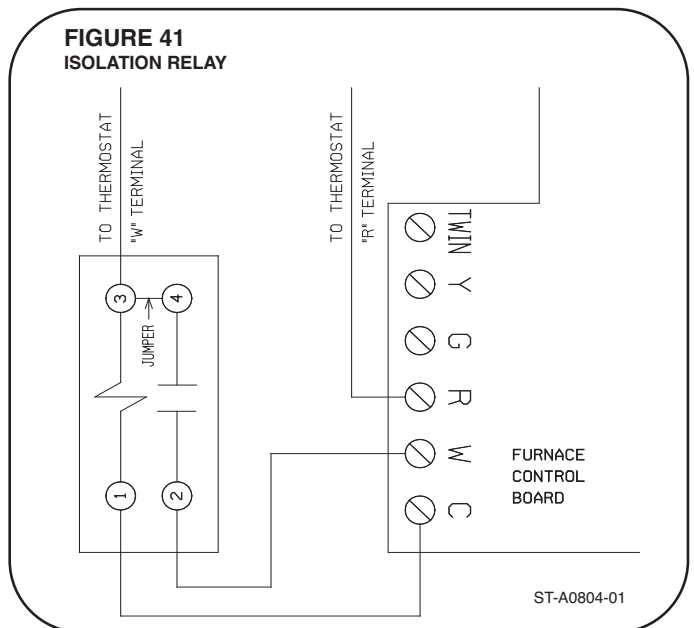 FIGURE 41
ISOLATION RELAY
TO THERMOSTAT
"W" TERMINAL
TO THERMOSTAT
"R" TERMINAL
3
4
JUMPER
1
2
TWIN
Y
G
R
W
C
FURNACE
CONTROL
BOARD
ST-A0804-01